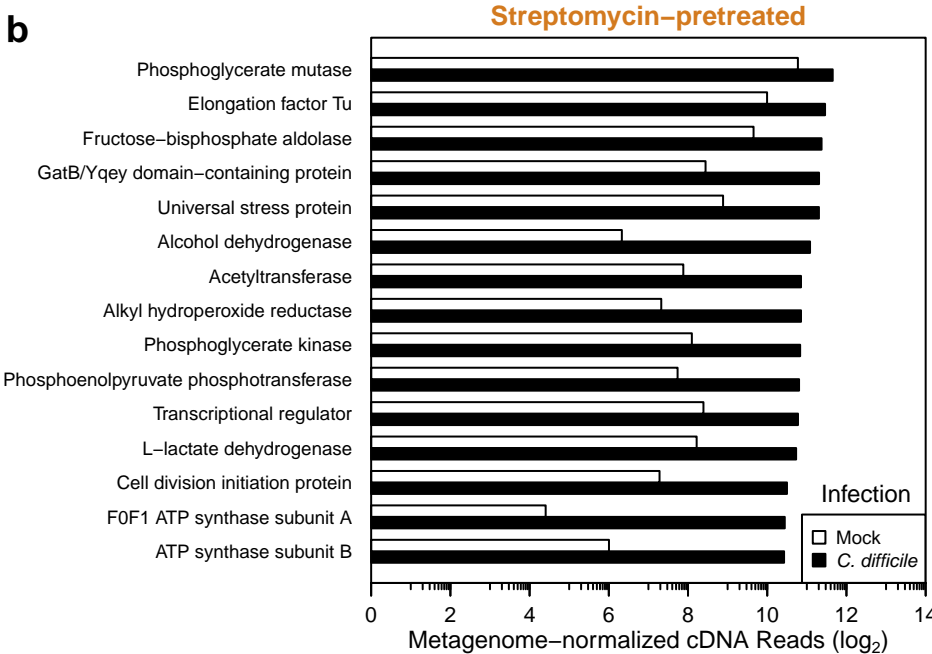 b
Streptomycin−pretreated
Phosphoglycerate mutase
Elongation factor Tu
Fructose−bisphosphate aldolase
GatB/Yqey domain−containing protein
Universal stress protein
Alcohol dehydrogenase
Acetyltransferase
Alkyl hydroperoxide reductase
Phosphoglycerate kinase
Phosphoenolpyruvate phosphotransferase
Transcriptional regulator
L−lactate dehydrogenase
Cell division initiation protein
F0F1 ATP synthase subunit A
ATP synthase subunit B
Infection
Mock
C. difficile
0 2 4 6 8 10 12 14
Metagenome−normalized cDNA Reads (log₂)